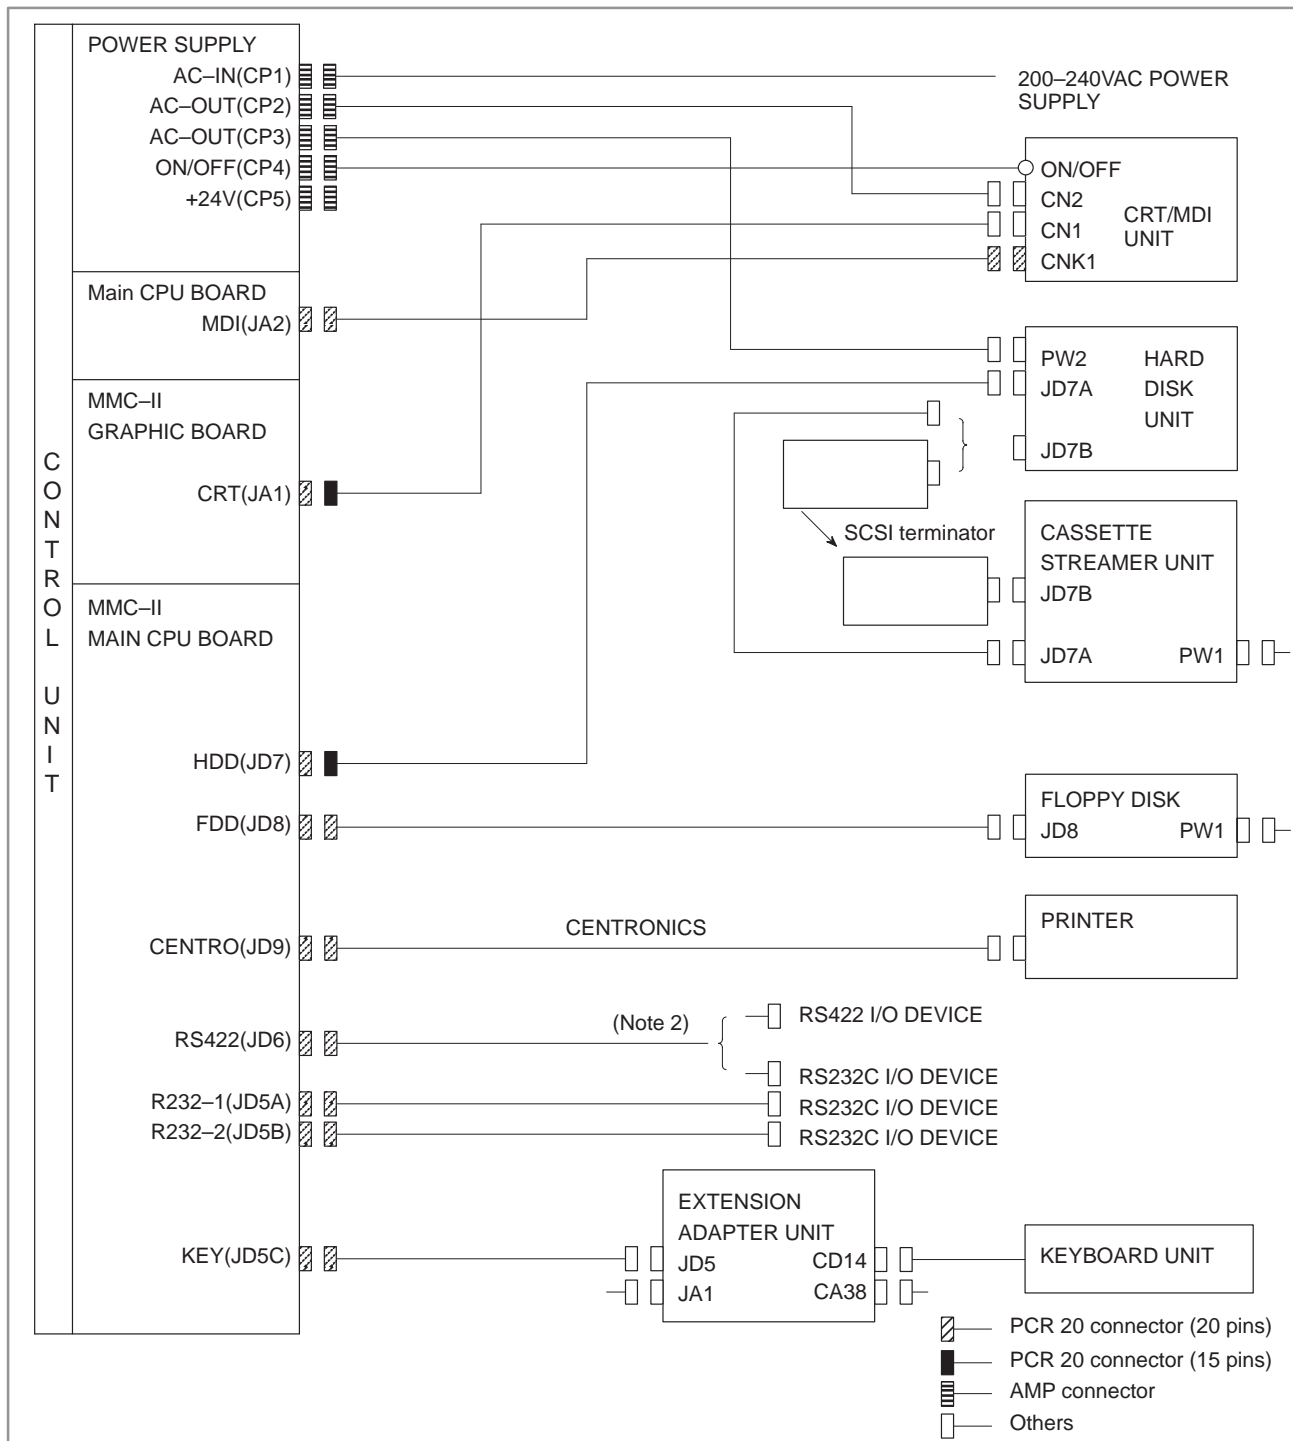 CONTROL UNIT
POWER SUPPLY
AC–IN(CP1)
AC–OUT(CP2)
AC–OUT(CP3)
ON/OFF(CP4)
+24V(CP5)
200–240VAC POWER
SUPPLY
ON/OFF
CN2
CN1
CNK1
CRT/MDI
UNIT
Main CPU BOARD
MDI(JA2)
PW2
JD7A
JD7B
HARD
DISK
UNIT
MMC–II
GRAPHIC BOARD
CRT(JA1)
SCSI terminator
CASSETTE
STREAMER UNIT
JD7B
JD7A PW1
MMC–II
MAIN CPU BOARD
HDD(JD7)
FDD(JD8)
FLOPPY DISK
JD8 PW1
CENTRO(JD9)
CENTRONICS
PRINTER
RS422(JD6)
(Note 2)
RS422 I/O DEVICE
RS232C I/O DEVICE
R232–1(JD5A)
RS232C I/O DEVICE
R232–2(JD5B)
RS232C I/O DEVICE
KEY(JD5C)
EXTENSION
ADAPTER UNIT
JD5 CD14
JA1 CA38
KEYBOARD UNIT
PCR 20 connector (20 pins)
PCR 20 connector (15 pins)
AMP connector
Others